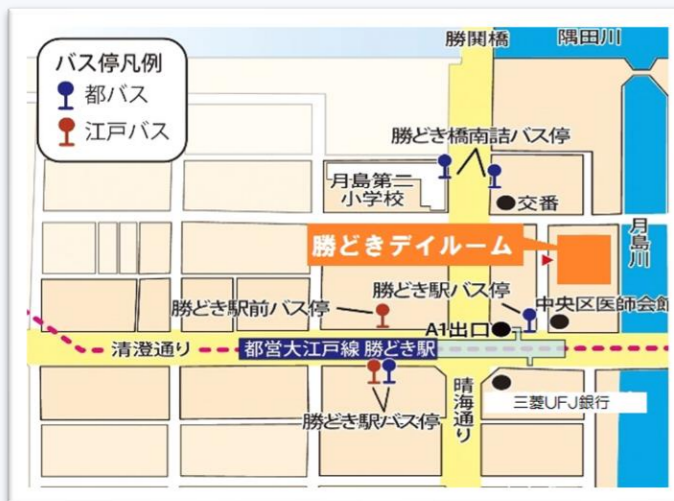 バス停凡例
都バス
江戸バス
勝鬨橋
隅田川
勝どき橋南詰バス停
月島第二
小学校
交番
月島川
勝どきデイルーム
勝どき駅前バス停
勝どき駅バス停
中央区医師会館
A1出口
清澄通り
都営大江戸線 勝どき駅
勝どき駅バス停
晴海通り
三菱UFJ銀行